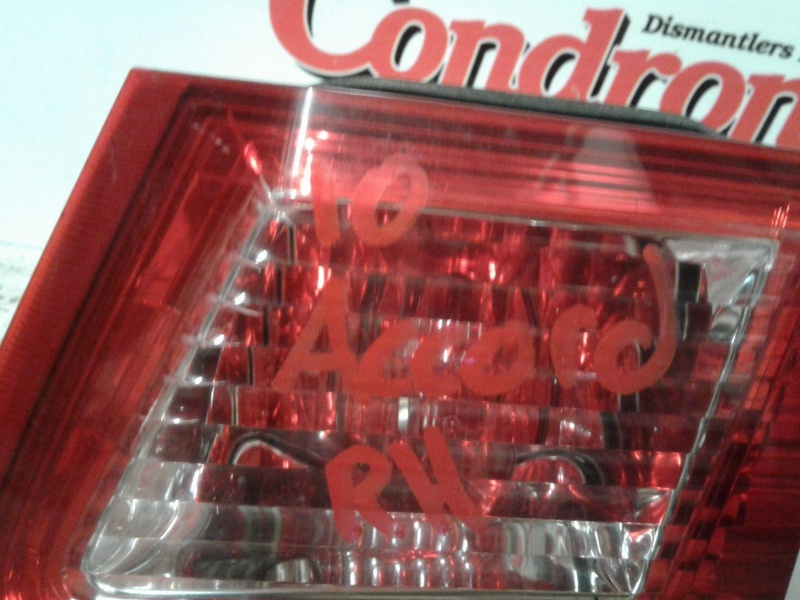 Dismantlers
Condron
10
Accord
RH